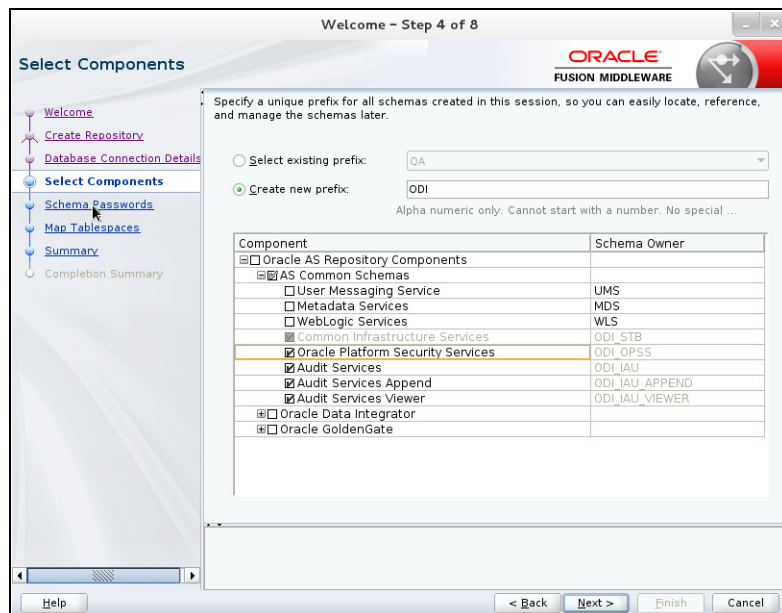 Welcome – Step 4 of 8
Select Components
ORACLE
FUSION MIDDLEWARE
Welcome
Create Repository
Database Connection Details
Select Components
Schema Passwords
Map Tablespaces
Summary
Completion Summary
Specify a unique prefix for all schemas created in this session, so you can easily locate, reference,
and manage the schemas later.
Select existing prefix: QA
Create new prefix: ODI
Alpha numeric only. Cannot start with a number. No special ...
Component Schema Owner
Oracle AS Repository Components
AS Common Schemas
User Messaging Service UMS
Metadata Services MDS
WebLogic Services WLS
Common Infrastructure Services ODI_STB
Oracle Platform Security Services ODI_OPSS
Audit Services ODI_IAU
Audit Services Append ODI_IAU_APPEND
Audit Services Viewer ODI_IAU_VIEWER
Oracle Data Integrator
Oracle GoldenGate
Help < Back Next > Finish Cancel